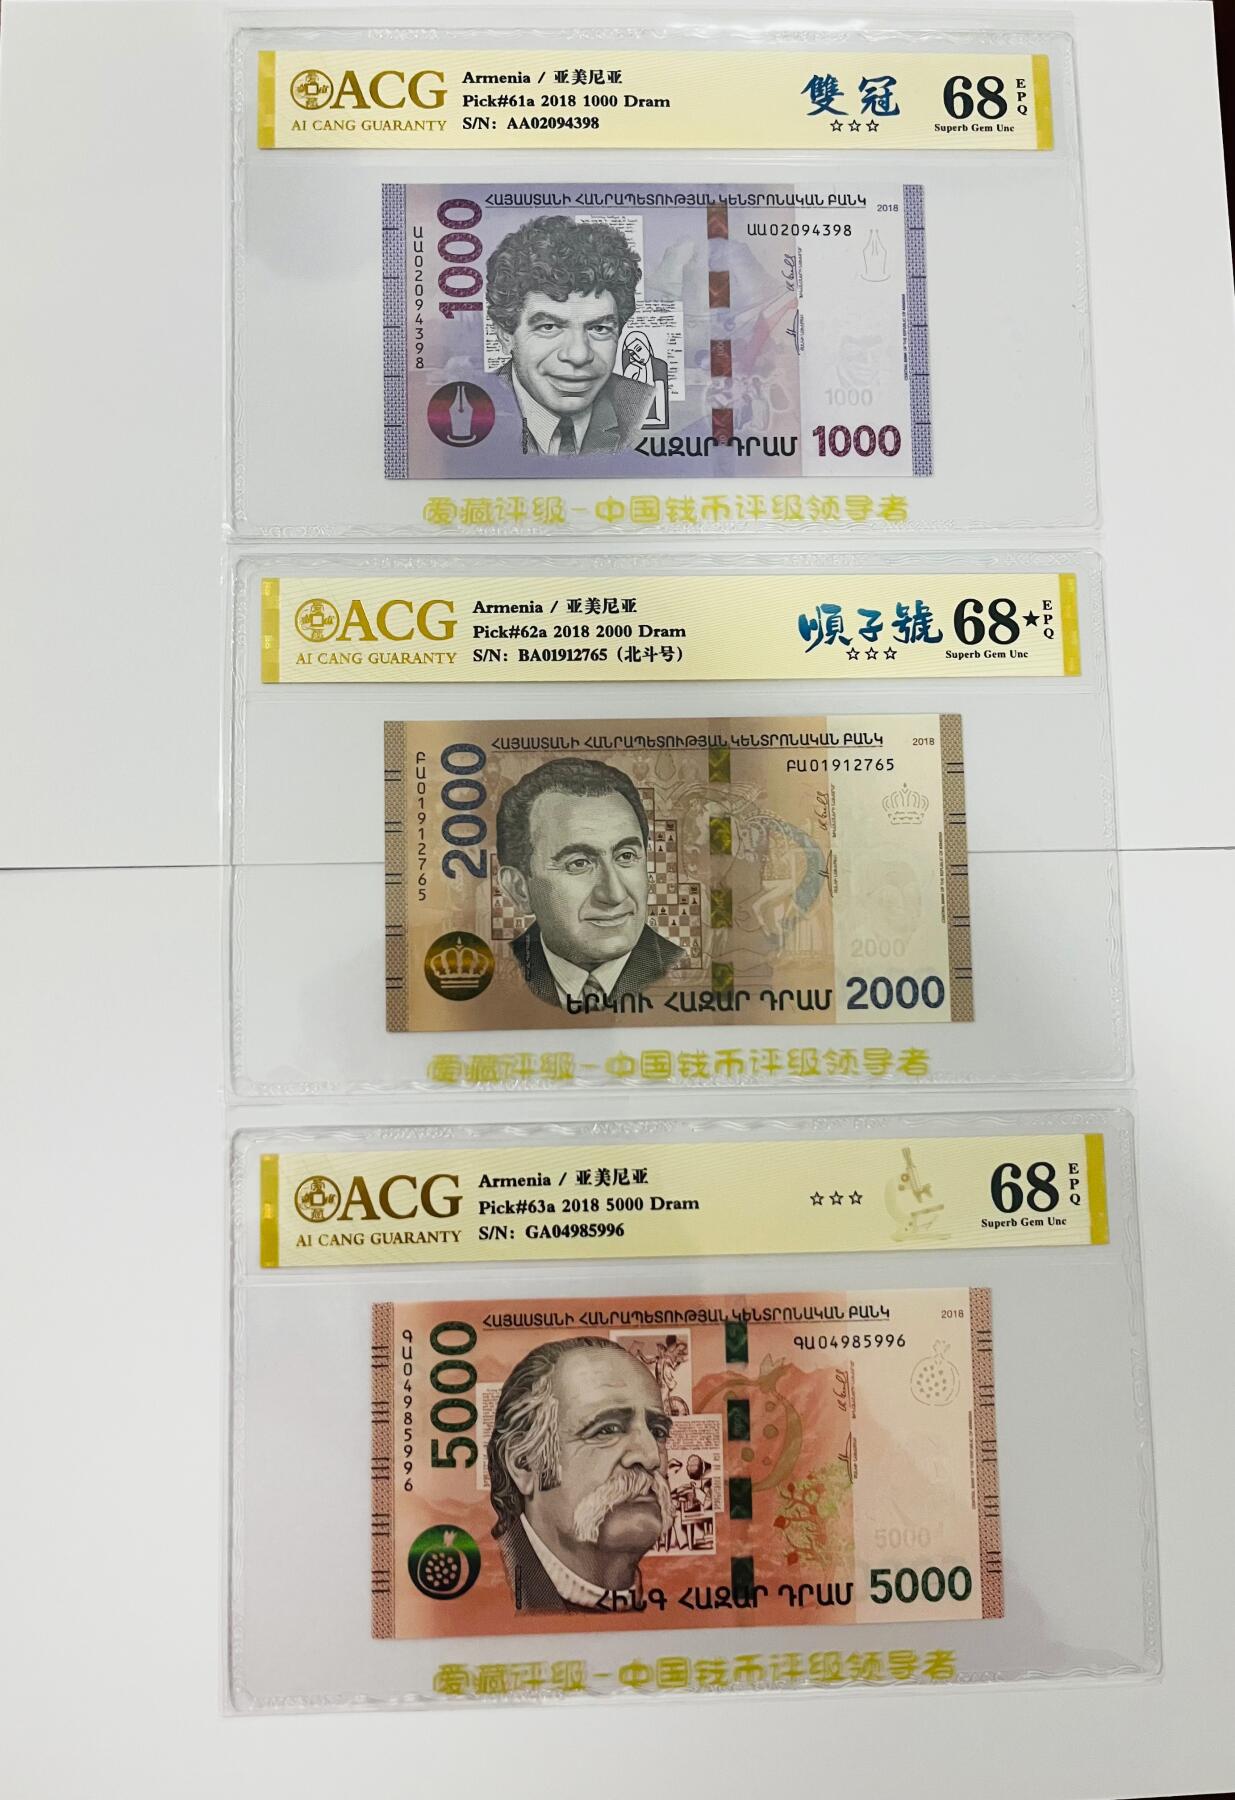 ACG
AI CANG GUARANTY
Armenia / 亚美尼亚
Pick#61a 2018 1000 Dram
S/N: AA02094398
雙冠
☆☆☆
68
EPQ
Superb Gem Unc
ՀԱՅԱՍՏԱՆԻ ՀԱՆՐԱՊԵՏՈՒԹՅԱՆ ԿԵՆՏՐՈՆԱԿԱՆ ԲԱՆԿ
2018
ԱԱ02094398
ԱԱ02094398
1000
1000
ՀԱԶԱՐ ԴՐԱՄ 1000
爱藏评级-中国钱币评级领导者
ACG
AI CANG GUARANTY
Armenia / 亚美尼亚
Pick#62a 2018 2000 Dram
S/N: BA01912765（北斗号）
順子號
☆☆☆
68★
EPQ
Superb Gem Unc
ՀԱՅԱՍՏԱՆԻ ՀԱՆՐԱՊԵՏՈՒԹՅԱՆ ԿԵՆՏՐՈՆԱԿԱՆ ԲԱՆԿ
2018
ԲԱ01912765
ԲԱ01912765
2000
2000
ԵՐԿՈՒ ՀԱԶԱՐ ԴՐԱՄ 2000
爱藏评级-中国钱币评级领导者
ACG
AI CANG GUARANTY
Armenia / 亚美尼亚
Pick#63a 2018 5000 Dram
S/N: GA04985996
☆☆☆
68
EPQ
Superb Gem Unc
ՀԱՅԱՍՏԱՆԻ ՀԱՆՐԱՊԵՏՈՒԹՅԱՆ ԿԵՆՏՐՈՆԱԿԱՆ ԲԱՆԿ
2018
ԳԱ04985996
ԳԱ04985996
5000
5000
ՀԻՆԳ ՀԱԶԱՐ ԴՐԱՄ 5000
爱藏评级-中国钱币评级领导者